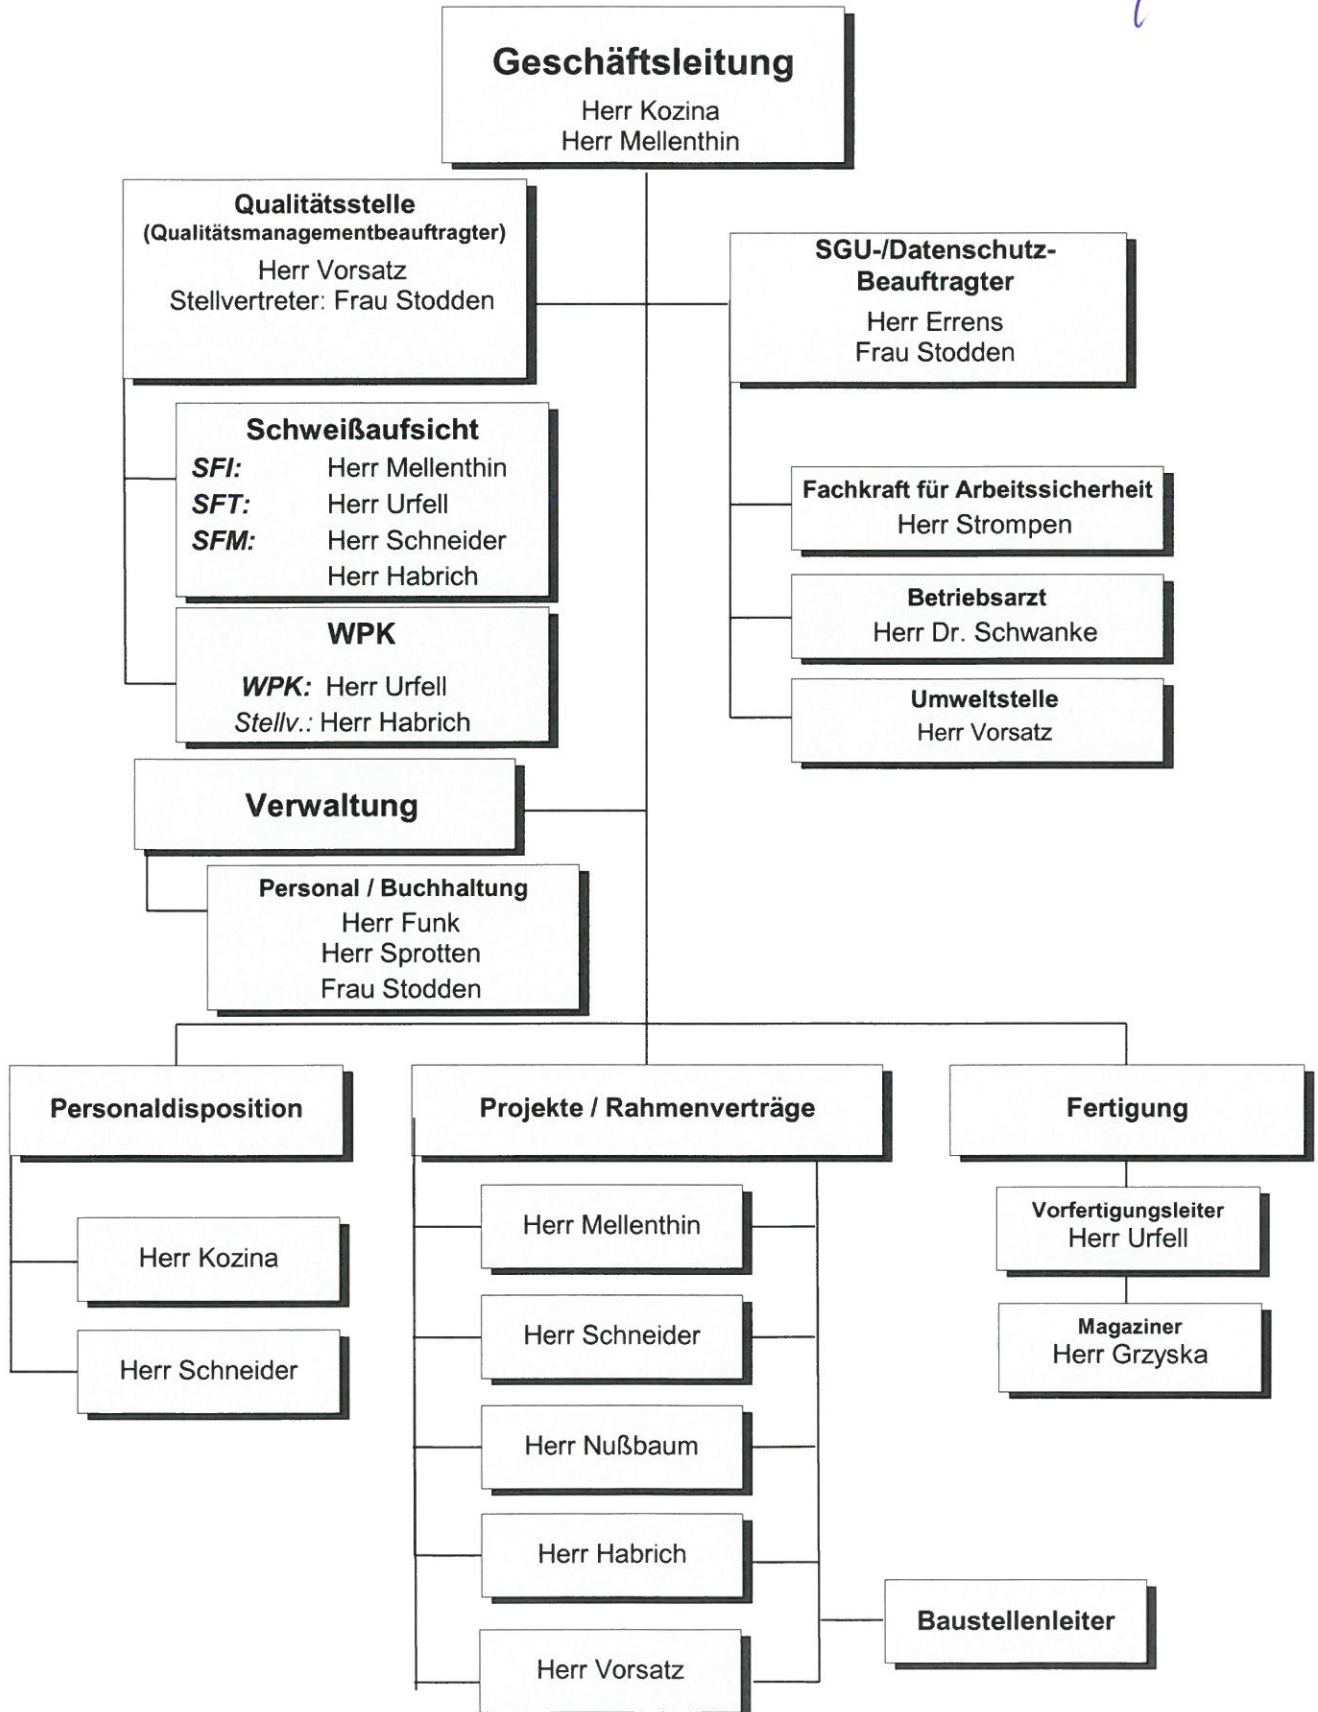 Geschäftsleitung
Herr Kozina
Herr Mellenthin
Qualitätsstelle
(Qualitätsmanagementbeauftragter)
Herr Vorsatz
Stellvertreter: Frau Stodden
SGU-/Datenschutz-
Beauftragter
Herr Errens
Frau Stodden
Schweißaufsicht
SFI: Herr Mellenthin
SFT: Herr Urfell
SFM: Herr Schneider
Herr Habrich
WPK
WPK: Herr Urfell
Stellv.: Herr Habrich
Fachkraft für Arbeitssicherheit
Herr Strompen
Betriebsarzt
Herr Dr. Schwanke
Umweltstelle
Herr Vorsatz
Verwaltung
Personal / Buchhaltung
Herr Funk
Herr Sprotten
Frau Stodden
Personaldisposition
Herr Kozina
Herr Schneider
Projekte / Rahmenverträge
Herr Mellenthin
Herr Schneider
Herr Nußbaum
Herr Habrich
Herr Vorsatz
Baustellenleiter
Fertigung
Vorfertigungsleiter
Herr Urfell
Magaziner
Herr Grzyska